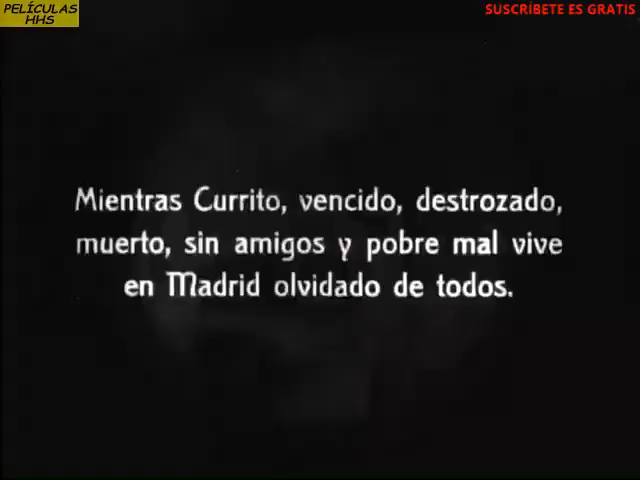 PELÍCULAS
HHS
SUSCRÍBETE ES GRATIS
Mientras Currito, vencido, destrozado,
muerto, sin amigos y pobre mal vive
en Madrid olvidado de todos.